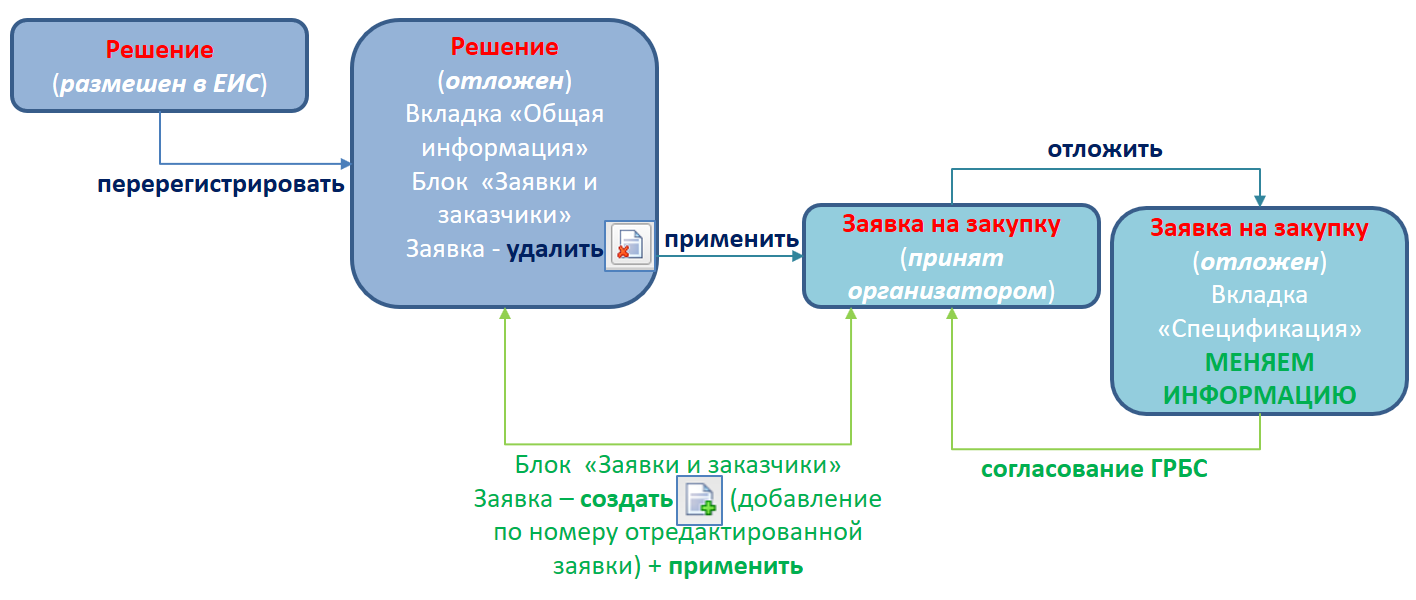 Решение
(размешен в ЕИС)
перерегистрировать
Решение
(отложен)
Вкладка «Общая
информация»
Блок «Заявки и
заказчики»
Заявка - удалить
применить
Заявка на закупку
(принят
организатором)
отложить
Заявка на закупку
(отложен)
Вкладка
«Спецификация»
МЕНЯЕМ
ИНФОРМАЦИЮ
согласование ГРБС
Блок «Заявки и заказчики»
Заявка – создать (добавление
по номеру отредактированной
заявки) + применить